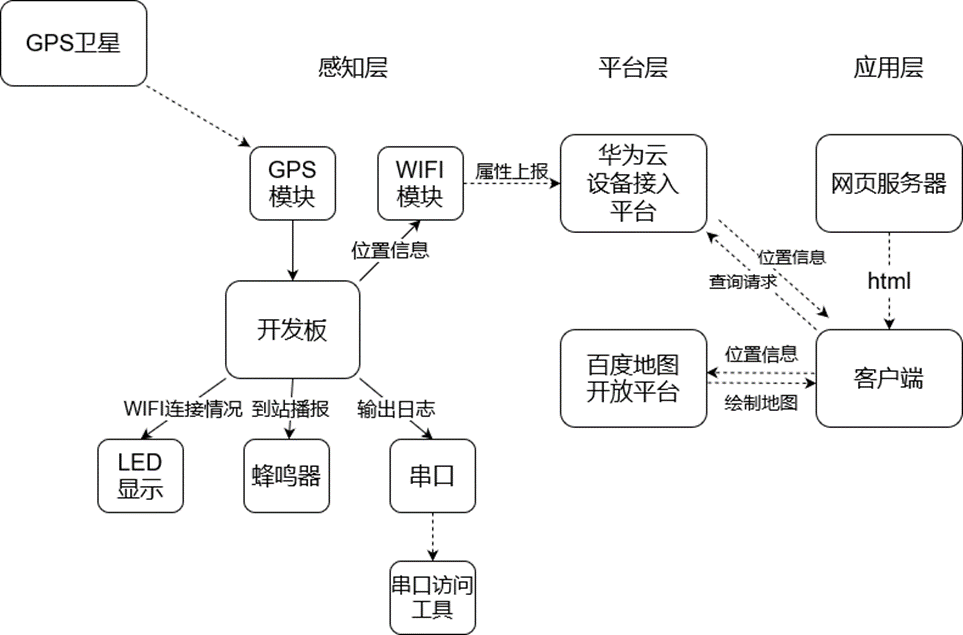 GPS卫星
感知层
平台层
应用层
GPS
模块
WIFI
模块
属性上报
华为云
设备接入
平台
网页服务器
位置信息
位置信息
查询请求
html
开发板
百度地图
开放平台
位置信息
绘制地图
客户端
WIFI连接情况
到站播报
输出日志
LED
显示
蜂鸣器
串口
串口访问
工具